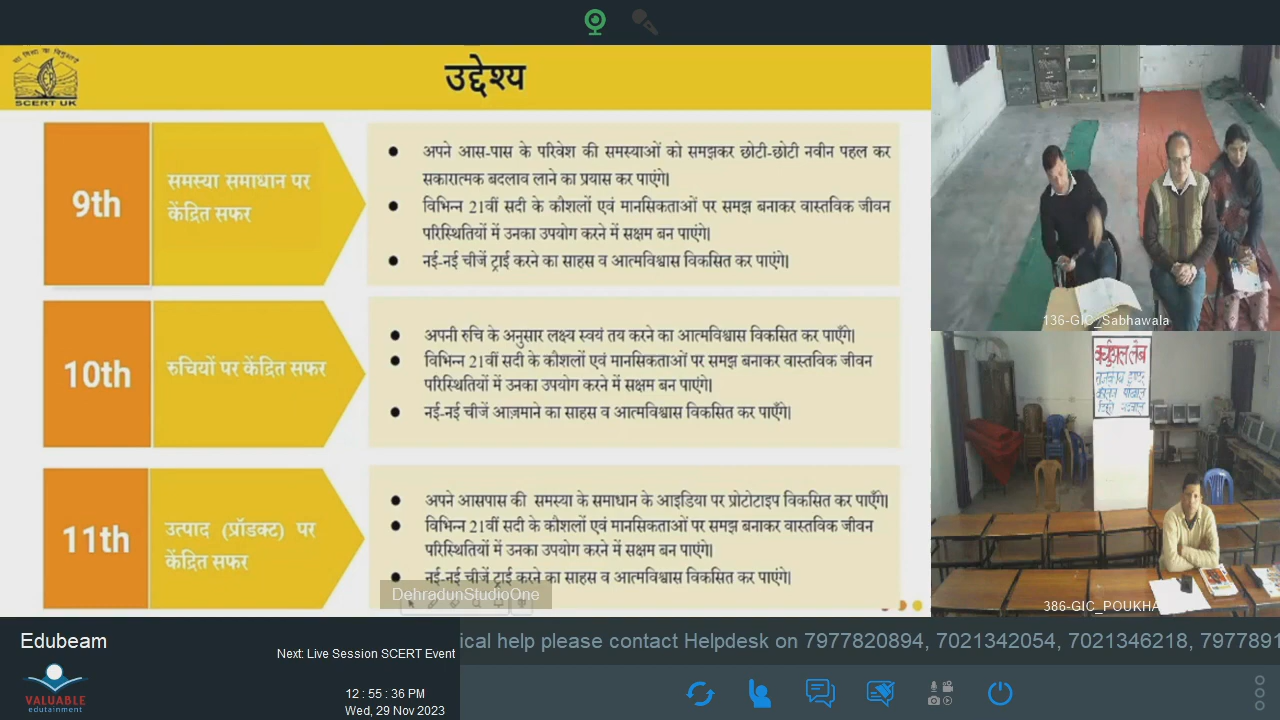 SCERT UK
उद्देश्य
9th
समस्या समाधान पर
केंद्रित सफर
● अपने आस-पास के परिवेश की समस्याओं को समझकर छोटी-छोटी नवीन पहल कर
सकारात्मक बदलाव लाने का प्रयास कर पाएंगे।
● विभिन्न 21वीं सदी के कौशलों एवं मानसिकताओं पर समझ बनाकर वास्तविक जीवन
परिस्थितियों में उनका उपयोग करने में सक्षम बन पाएंगे।
● नई-नई चीजें ट्राई करने का साहस व आत्मविश्वास विकसित कर पाएंगे।
10th
रुचियों पर केंद्रित सफर
● अपनी रुचि के अनुसार लक्ष्य स्वयं तय करने का आत्मविश्वास विकसित कर पाएँगे।
● विभिन्न 21वीं सदी के कौशलों एवं मानसिकताओं पर समझ बनाकर वास्तविक जीवन
परिस्थितियों में उनका उपयोग करने में सक्षम बन पाएंगे।
● नई-नई चीजें आज़माने का साहस व आत्मविश्वास विकसित कर पाएँगे।
11th
उत्पाद (प्रॉडक्ट) पर
केंद्रित सफर
● अपने आसपास की समस्या के समाधान के आइडिया पर प्रोटोटाइप विकसित कर पाएँगे।
● विभिन्न 21वीं सदी के कौशलों एवं मानसिकताओं पर समझ बनाकर वास्तविक जीवन
परिस्थितियों में उनका उपयोग करने में सक्षम बन पाएंगे।
● नई-नई चीजें ट्राई करने का साहस व आत्मविश्वास विकसित कर पाएंगे।
DehradunStudioOne
136-GIC_Sabhawala
386-GIC_POUKHA
Edubeam
VALUABLE
edutainment
Next: Live Session SCERT Event
12 : 55 : 36 PM
Wed, 29 Nov 2023
ical help please contact Helpdesk on 7977820894, 7021342054, 7021346218, 7977891